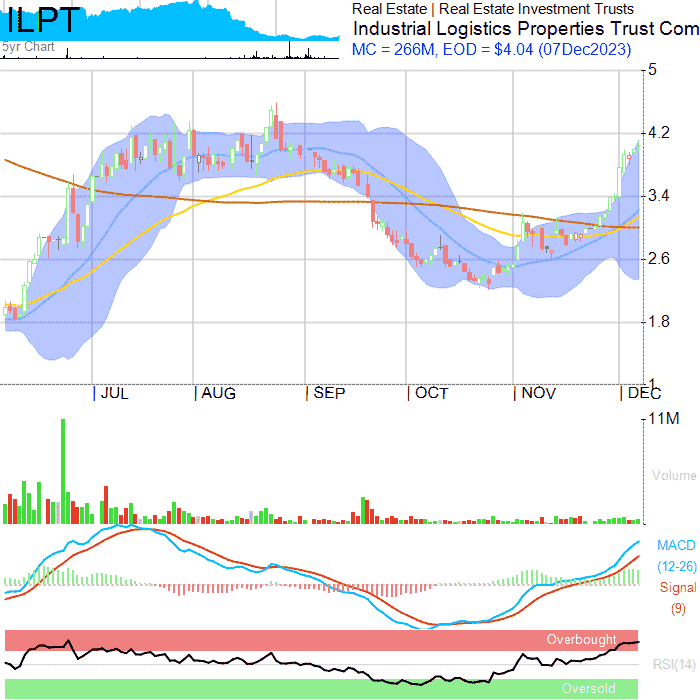 ILPT
5yr Chart
Real Estate | Real Estate Investment Trusts
Industrial Logistics Properties Trust Com
MC = 266M, EOD = $4.04 (07Dec2023)
5
4.2
3.4
2.6
1.8
1
JUL
AUG
SEP
OCT
NOV
DEC
11M
Volume
MACD
(12-26)
Signal
(9)
Overbought
RSI(14)
Oversold